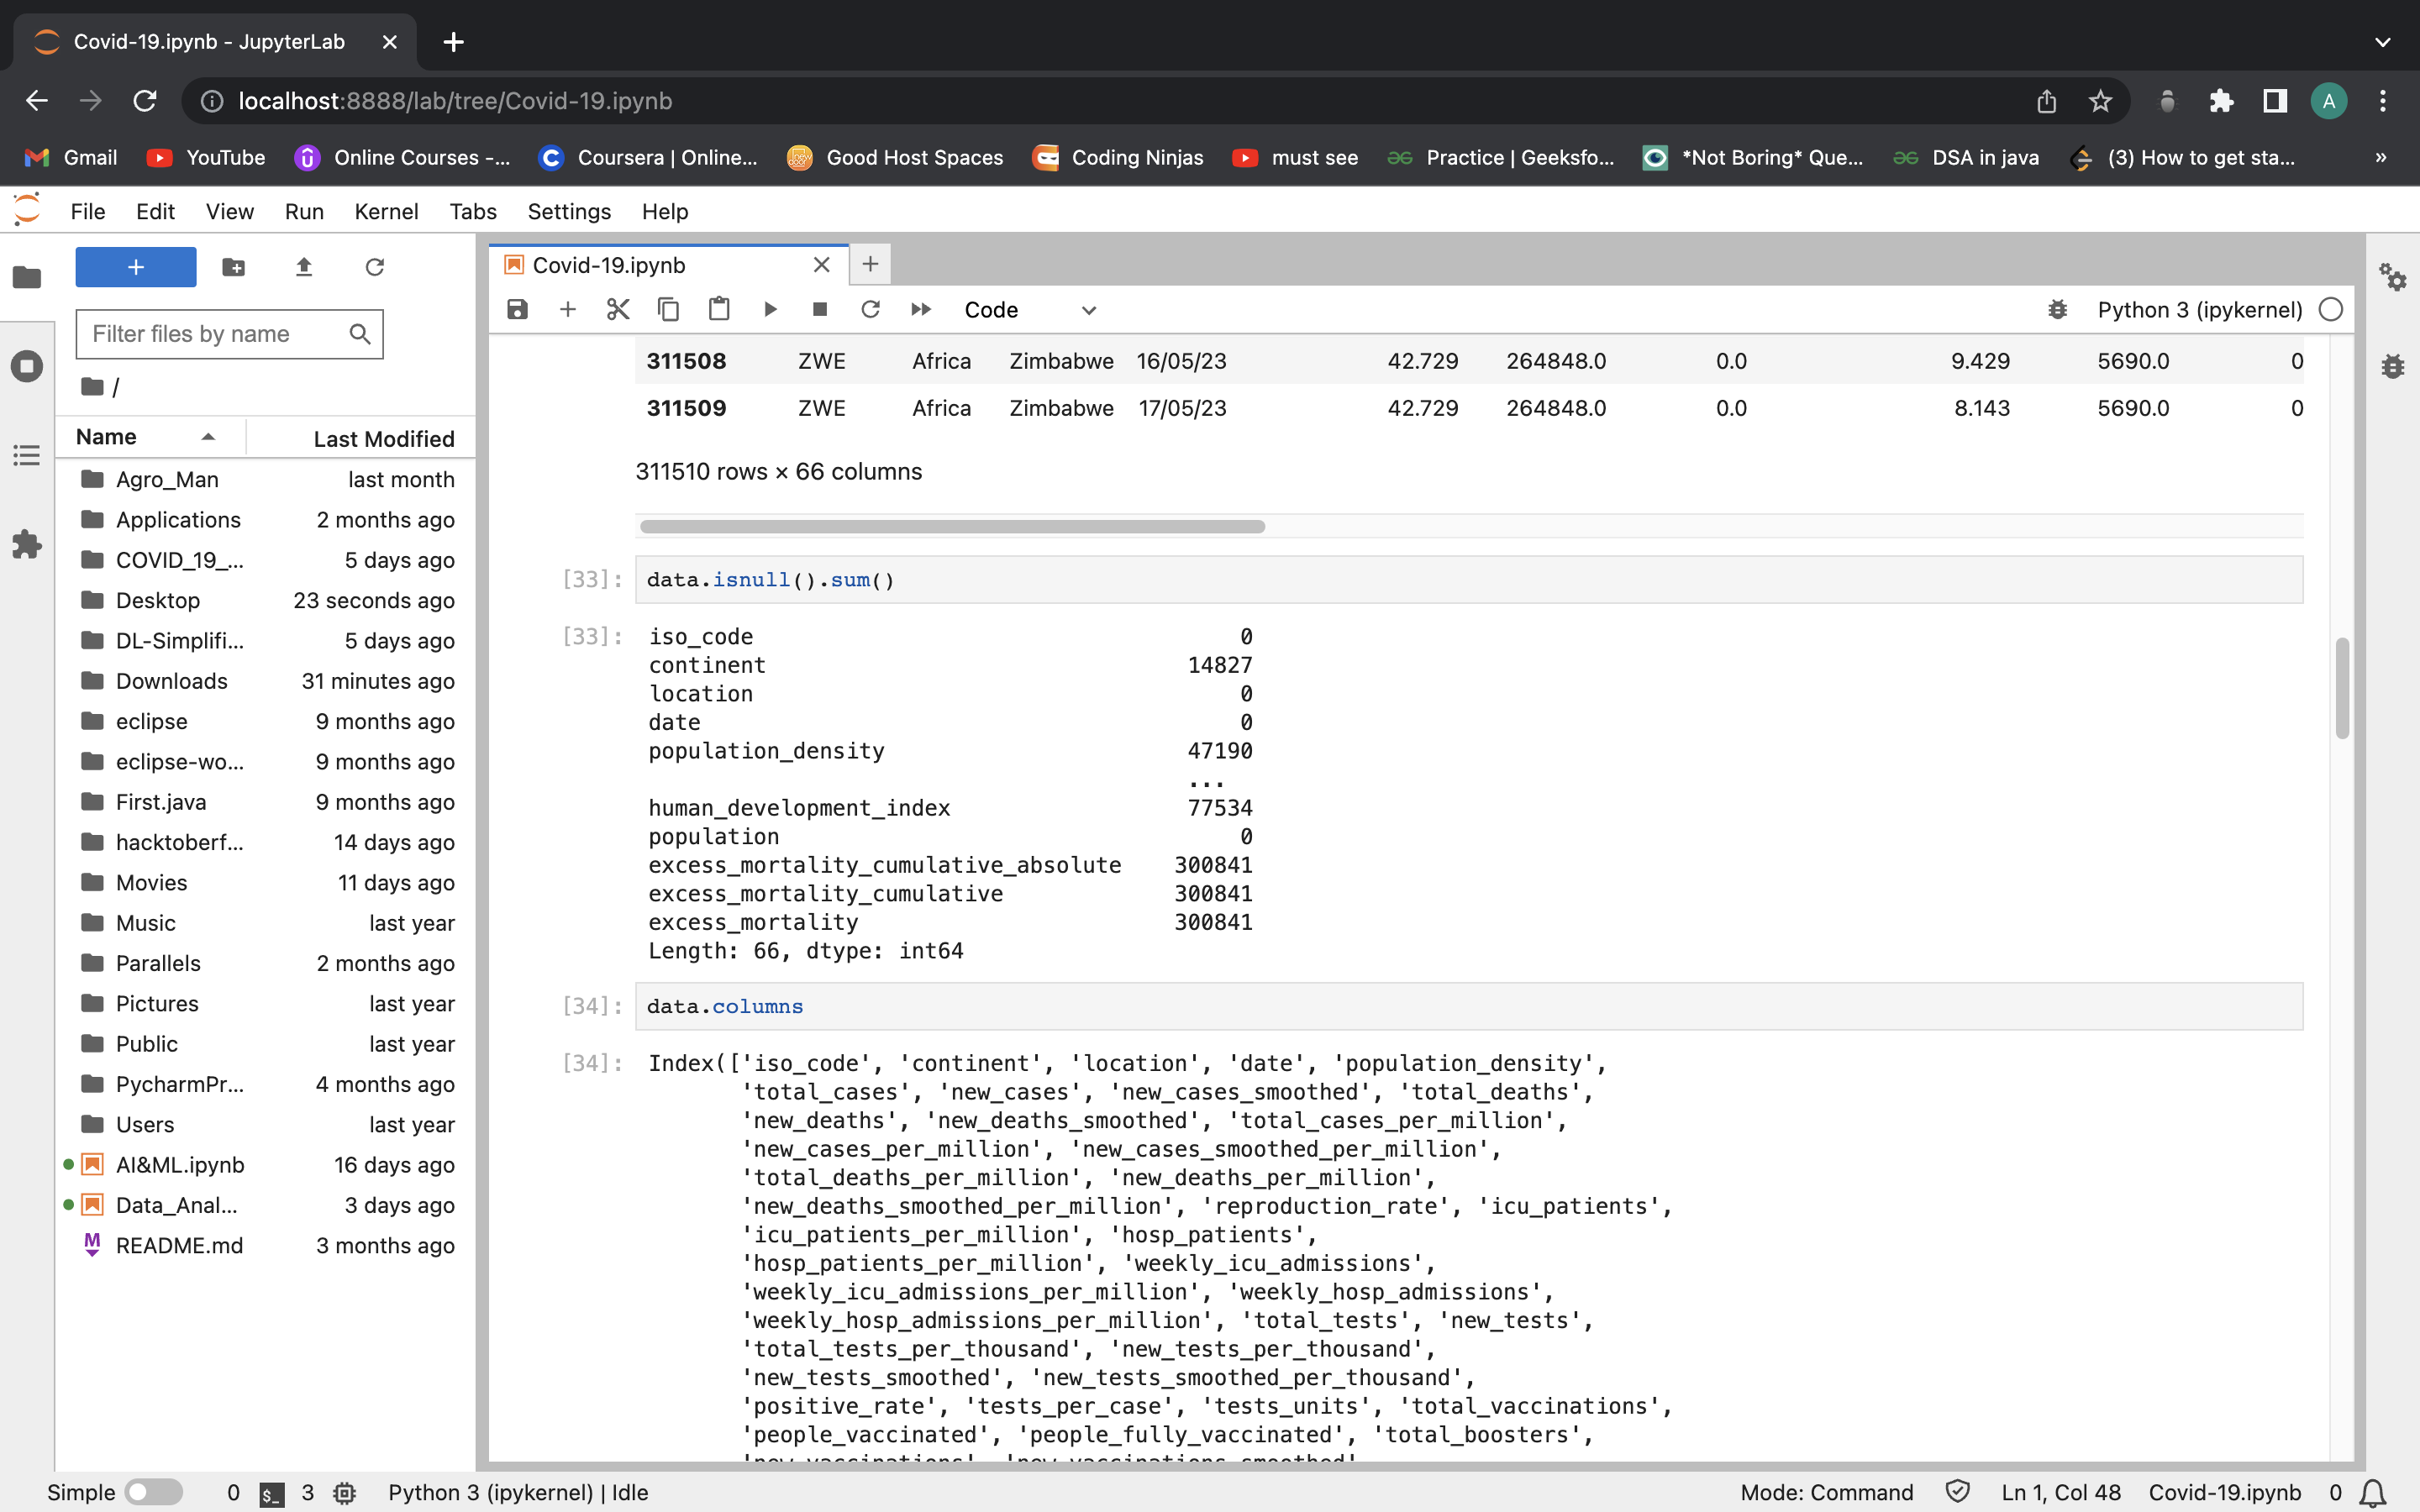 Covid-19.ipynb - JupyterLab
localhost:8888/lab/tree/Covid-19.ipynb
A
Gmail YouTube Online Courses -... Coursera | Online... Good Host Spaces Coding Ninjas must see Practice | Geeksfo... *Not Boring* Que... DSA in java (3) How to get sta... »
File Edit View Run Kernel Tabs Settings Help
Filter files by name
/
Name Last Modified
Agro_Man last month
Applications 2 months ago
COVID_19_... 5 days ago
Desktop 23 seconds ago
DL-Simplifi... 5 days ago
Downloads 31 minutes ago
eclipse 9 months ago
eclipse-wo... 9 months ago
First.java 9 months ago
hacktoberf... 14 days ago
Movies 11 days ago
Music last year
Parallels 2 months ago
Pictures last year
Public last year
PycharmPr... 4 months ago
Users last year
AI&ML.ipynb 16 days ago
Data_Anal... 3 days ago
README.md 3 months ago
Covid-19.ipynb
Code Python 3 (ipykernel)
311508 ZWE Africa Zimbabwe 16/05/23 42.729 264848.0 0.0 9.429 5690.0 0
311509 ZWE Africa Zimbabwe 17/05/23 42.729 264848.0 0.0 8.143 5690.0 0
311510 rows × 66 columns
[33]: data.isnull().sum()
[33]: iso_code 0
continent 14827
location 0
date 0
population_density 47190
...
human_development_index 77534
population 0
excess_mortality_cumulative_absolute 300841
excess_mortality_cumulative 300841
excess_mortality 300841
Length: 66, dtype: int64
[34]: data.columns
[34]: Index(['iso_code', 'continent', 'location', 'date', 'population_density',
'total_cases', 'new_cases', 'new_cases_smoothed', 'total_deaths',
'new_deaths', 'new_deaths_smoothed', 'total_cases_per_million',
'new_cases_per_million', 'new_cases_smoothed_per_million',
'total_deaths_per_million', 'new_deaths_per_million',
'new_deaths_smoothed_per_million', 'reproduction_rate', 'icu_patients',
'icu_patients_per_million', 'hosp_patients',
'hosp_patients_per_million', 'weekly_icu_admissions',
'weekly_icu_admissions_per_million', 'weekly_hosp_admissions',
'weekly_hosp_admissions_per_million', 'total_tests', 'new_tests',
'total_tests_per_thousand', 'new_tests_per_thousand',
'new_tests_smoothed', 'new_tests_smoothed_per_thousand',
'positive_rate', 'tests_per_case', 'tests_units', 'total_vaccinations',
'people_vaccinated', 'people_fully_vaccinated', 'total_boosters',
'new_vaccinations', 'new_vaccinations_smoothed',
Simple 0 $_ 3 Python 3 (ipykernel) | Idle Mode: Command Ln 1, Col 48 Covid-19.ipynb 0